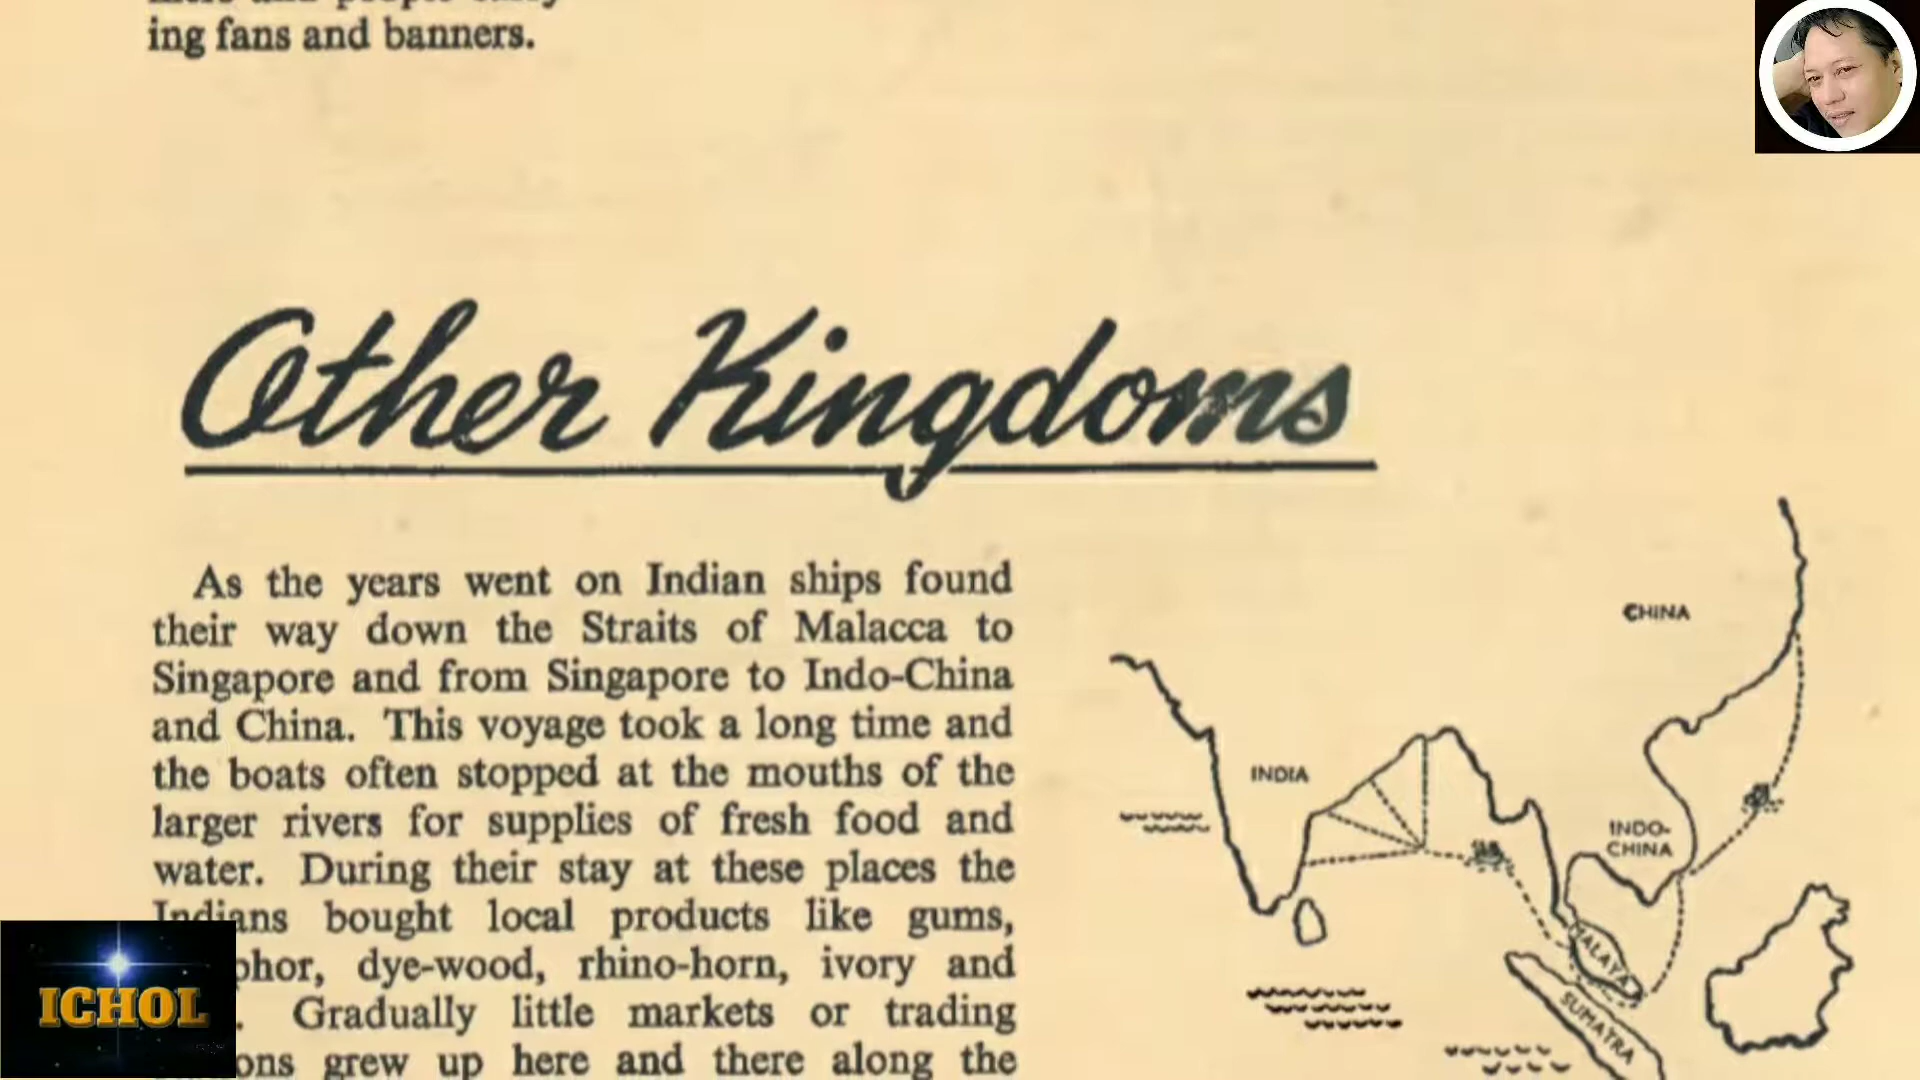 ing fans and banners.
Other Kingdoms
As the years went on Indian ships found
their way down the Straits of Malacca to
Singapore and from Singapore to Indo-China
and China. This voyage took a long time and
the boats often stopped at the mouths of the
larger rivers for supplies of fresh food and
water. During their stay at these places the
Indians bought local products like gums,
dye-wood, rhino-horn, ivory and
Gradually little markets or trading
grew up here and there along the
CHINA
INDIA
INDO-
CHINA
MALAYA
SUMATRA
ICHOL